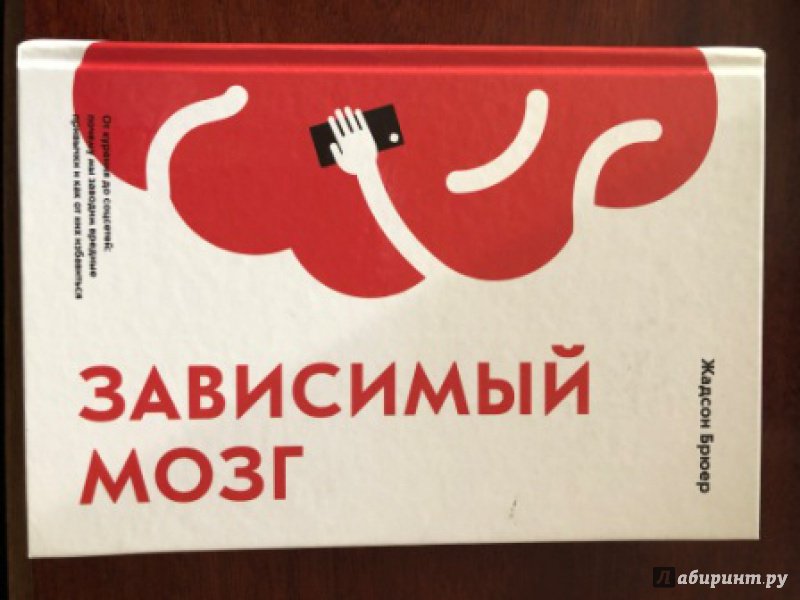 От курения до соцсетей:
почему мы заводим вредные
привычки и как от них избавиться
ЗАВИСИМЫЙ
МОЗГ
Жадсон Брюер
Лабиринт.ру